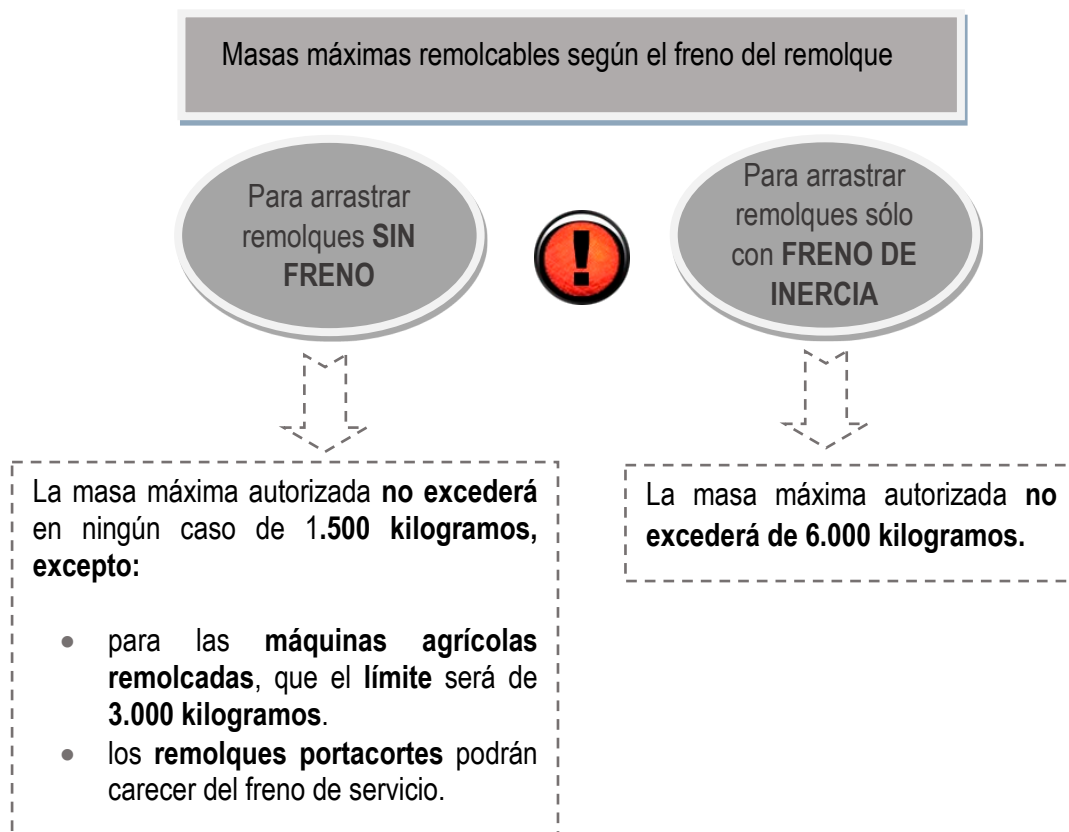 Masas máximas remolcables según el freno del remolque
Para arrastrar
remolques SIN
FRENO
!
Para arrastrar
remolques sólo
con FRENO DE
INERCIA
La masa máxima autorizada no excederá
en ningún caso de 1.500 kilogramos,
excepto:
• para las máquinas agrícolas
remolcadas, que el límite será de
3.000 kilogramos.
• los remolques portacortes podrán
carecer del freno de servicio.
La masa máxima autorizada no
excederá de 6.000 kilogramos.